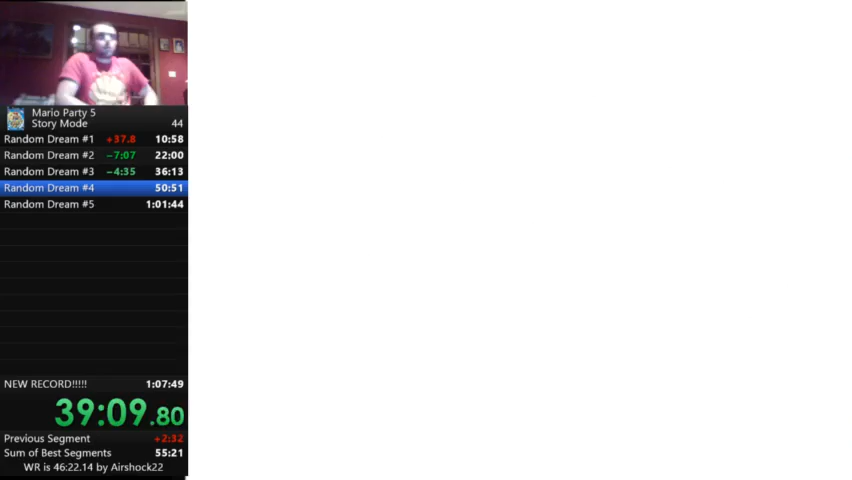 Mario Party 5
Story Mode 44
Random Dream #1 +37.8 10:58
Random Dream #2 -7:07 22:00
Random Dream #3 -4:35 36:13
Random Dream #4 50:51
Random Dream #5 1:01:44
NEW RECORD!!!!! 1:07:49
39:09.80
Previous Segment +2:32
Sum of Best Segments 55:21
WR is 46:22.14 by Airshock22